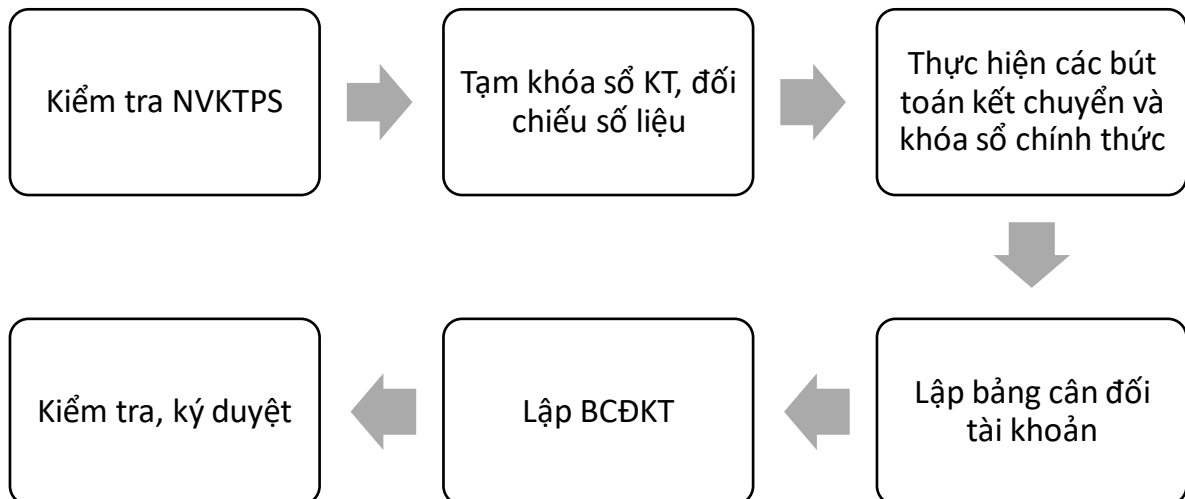 Kiểm tra NVKTPS
Tạm khóa sổ KT, đối
chiếu số liệu
Thực hiện các bút
toán kết chuyển và
khóa sổ chính thức
Lập bảng cân đối
tài khoản
Lập BCĐKT
Kiểm tra, ký duyệt